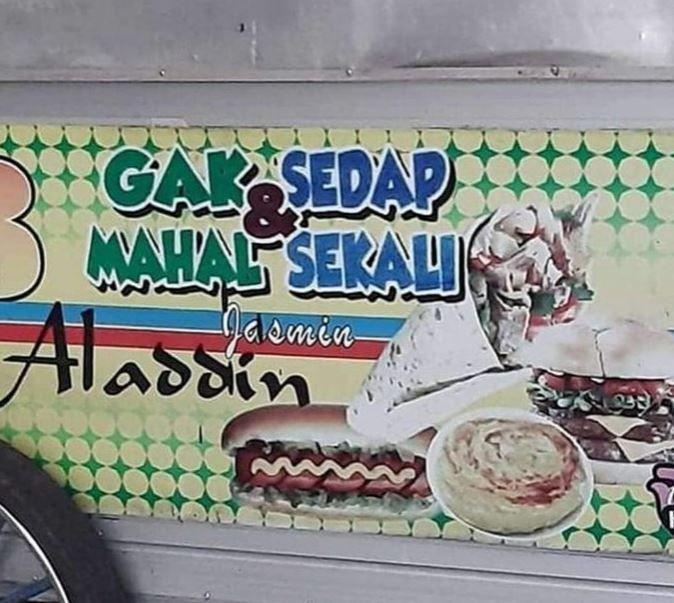 GAK & SEDAP
MAHAL SEKALI
Jasmin
Aladdin